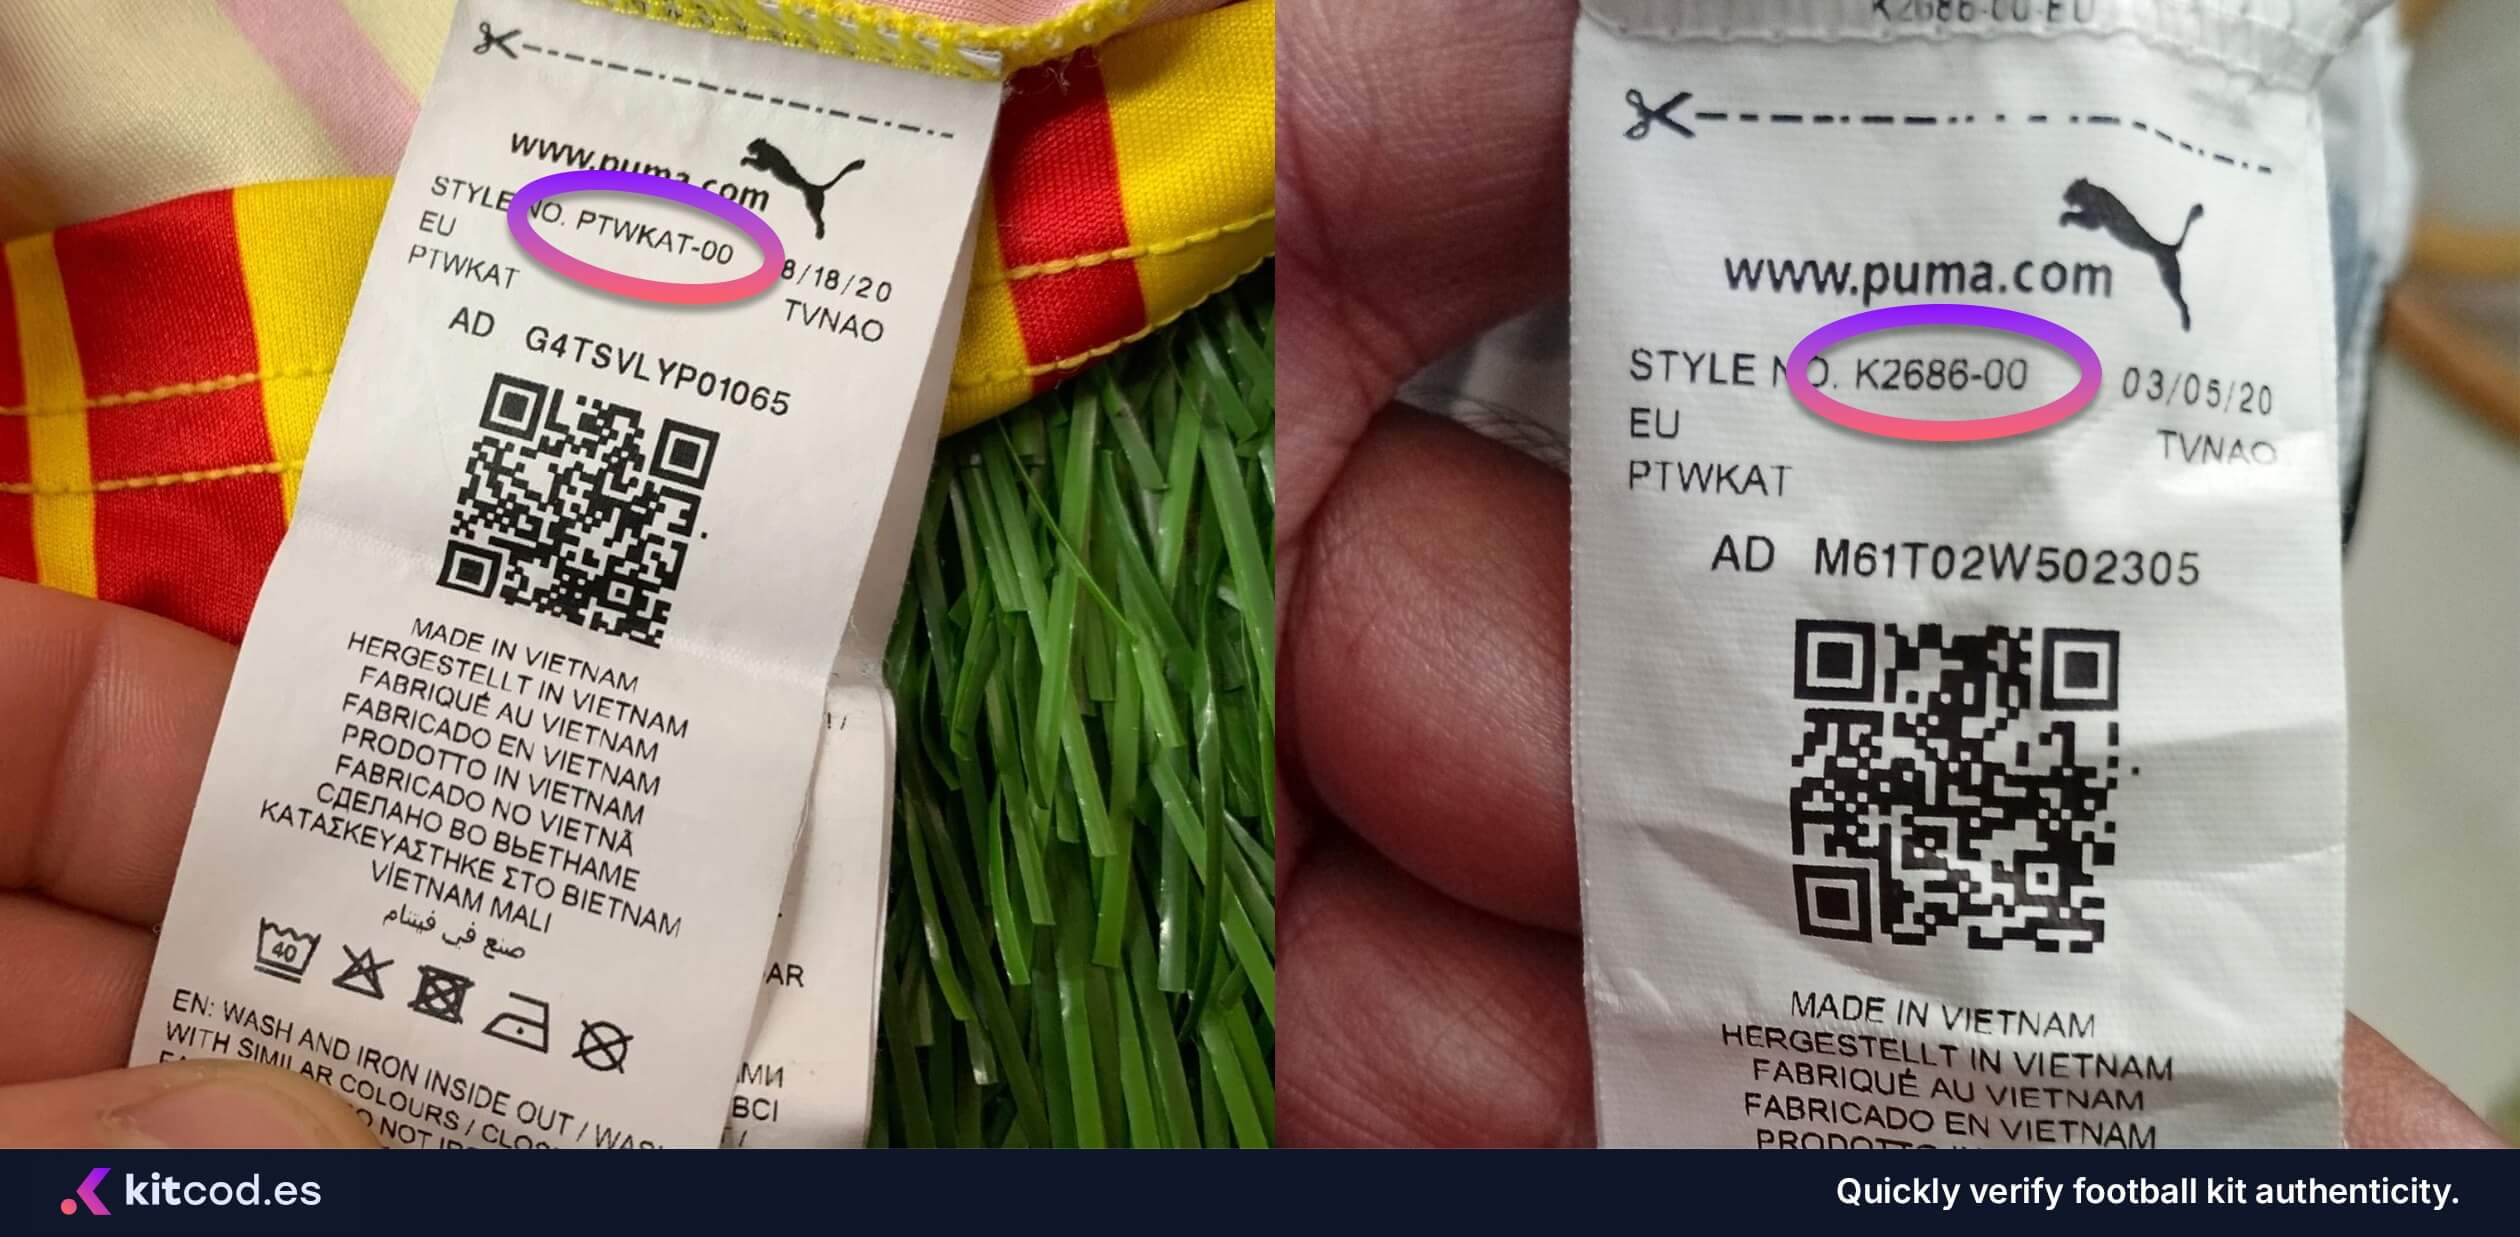 www.puma.com
STYLE NO. PTWKAT-00 8/18/20
EU TVNAO
PTWKAT
AD G4TSVLYP01065
MADE IN VIETNAM
HERGESTELLT IN VIETNAM
FABRIQUÉ AU VIETNAM
FABRICADO EN VIETNAM
PRODOTTO IN VIETNAM
FABRICADO NO VIETNÃ
СДЕЛАНО ВО ВЬЕТНАМЕ
ΚΑΤΑΣΚΕΥΑΣΤΗΚΕ ΣΤΟ ΒΙΕΤΝΑΜ
VİETNAM MALI
صنع في فيتنام
40
EN: WASH AND IRON INSIDE OUT / WASH
WITH SIMILAR COLOURS /
NOT
AR
K2686-00-EU
www.puma.com
STYLE NO. K2686-00 03/05/20
EU TVNAO
PTWKAT
AD M61T02W502305
MADE IN VIETNAM
HERGESTELLT IN VIETNAM
FABRIQUÉ AU VIETNAM
FABRICADO EN VIETNAM
PRODOTTO IN
kitcod.es
Quickly verify football kit authenticity.